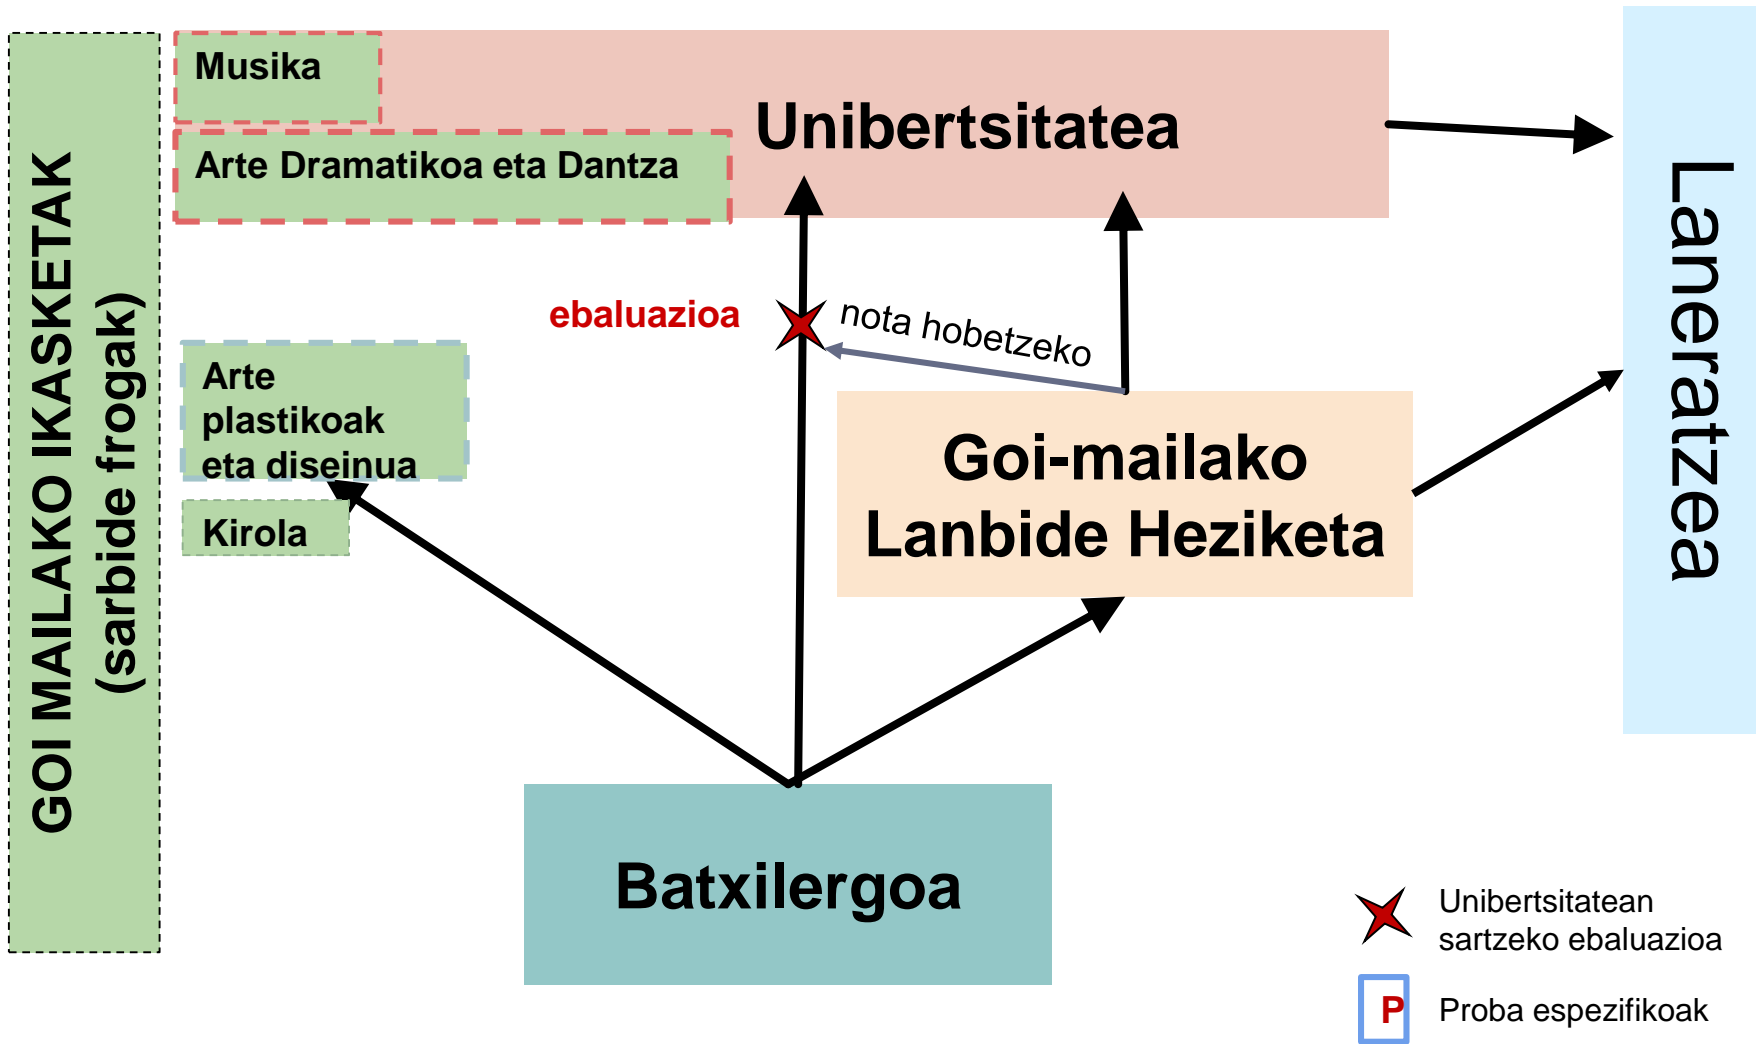 GOI MAILAKO IKASKETAK
(sarbide frogak)
Musika
Arte Dramatikoa eta Dantza
Unibertsitatea
ebaluazioa
nota hobetzeko
Arte
plastikoak
eta diseinua
Kirola
Goi-mailako
Lanbide Heziketa
Laneratzea
Batxilergoa
Unibertsitatean
sartzeko ebaluazioa
P
Proba espezifikoak